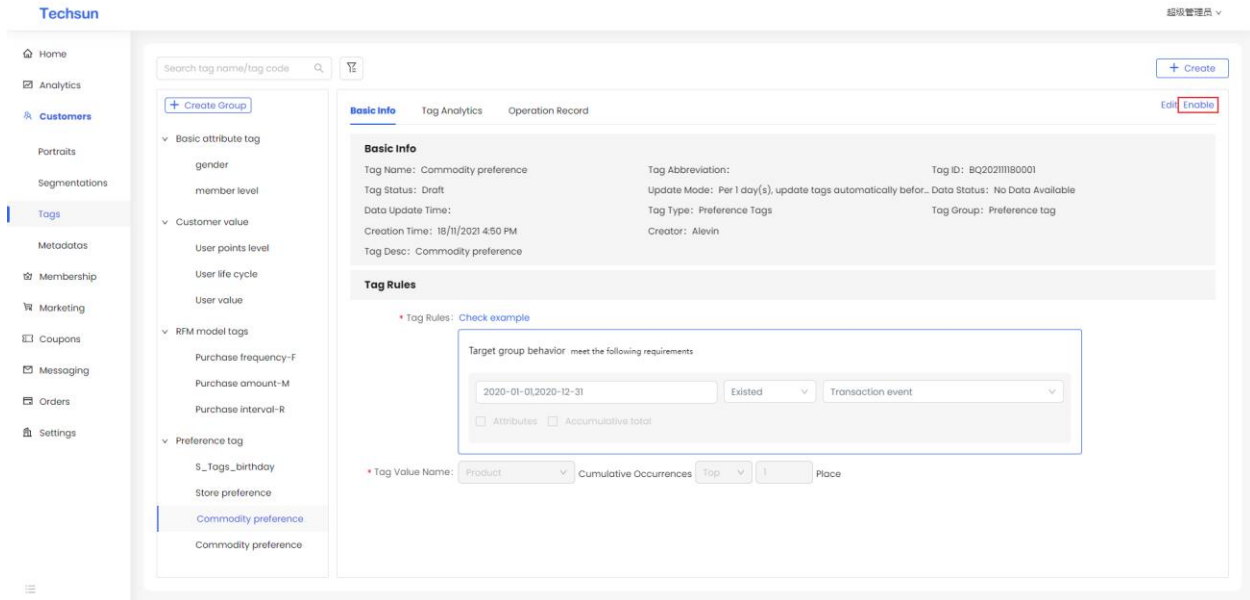 Techsun
超级管理员
Home
Analytics
Customers
Portraits
Segmentations
Tags
Metadatas
Membership
Marketing
Coupons
Messaging
Orders
Settings
Search tag name/tag code
+ Create
+ Create Group
Basic attribute tag
gender
member level
Customer value
User points level
User life cycle
User value
RFM model tags
Purchase frequency-F
Purchase amount-M
Purchase interval-R
Preference tag
S_Tags_birthday
Store preference
Commodity preference
Commodity preference
Basic Info Tag Analytics Operation Record Edit Enable
Basic Info
Tag Name: Commodity preference Tag Abbreviation: Tag ID: BQ202111180001
Tag Status: Draft Update Mode: Per 1 day(s), update tags automatically befor... Data Status: No Data Available
Data Update Time: Tag Type: Preference Tags Tag Group: Preference tag
Creation Time: 18/11/2021 4:50 PM Creator: Alevin
Tag Desc: Commodity preference
Tag Rules
* Tag Rules: Check example
Target group behavior meet the following requirements
2020-01-01,2020-12-31 Existed Transaction event
Attributes Accumulative total
* Tag Value Name: Product Cumulative Occurrences Top 1 Place